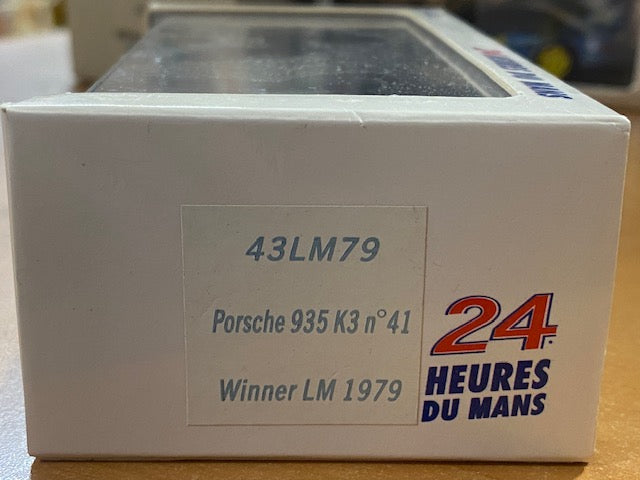 43LM79
Porsche 935 K3 n°41
Winner LM 1979
24
HEURES
DU MANS